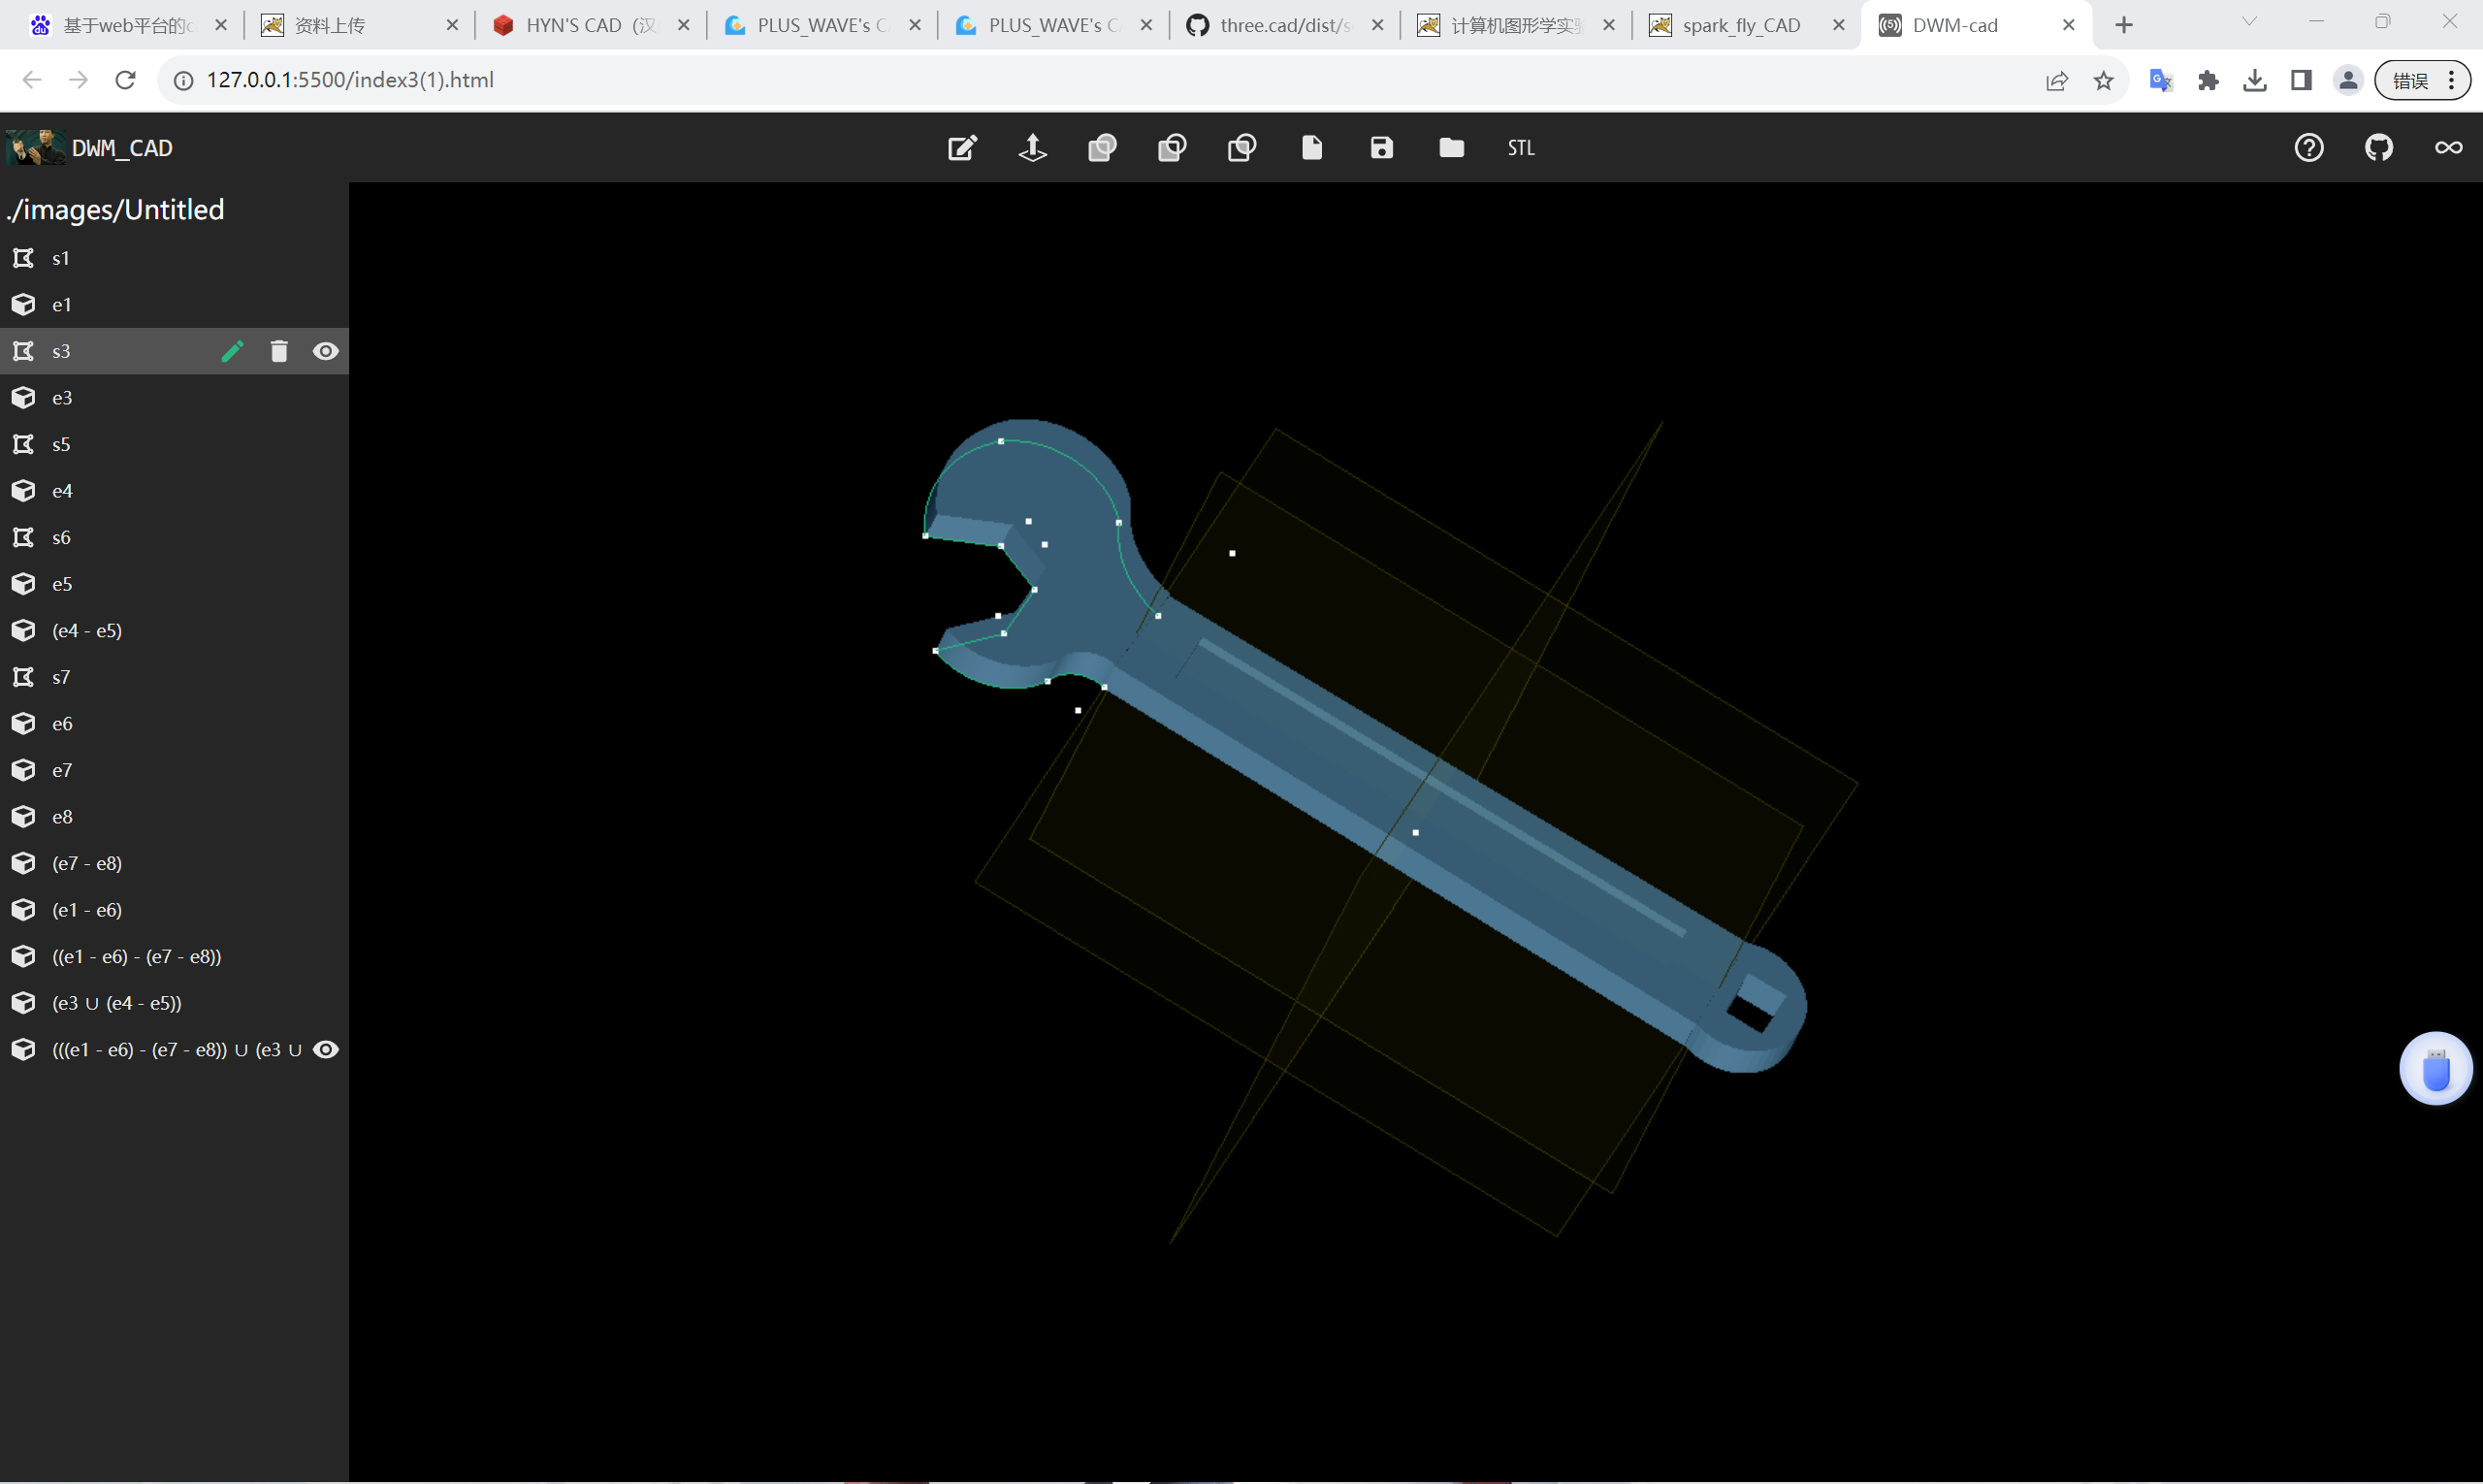 基于web平台的c
资料上传
HYN'S CAD（汉
PLUS_WAVE's C
PLUS_WAVE's C
three.cad/dist/s
计算机图形学实验
spark_fly_CAD
DWM-cad
127.0.0.1:5500/index3(1).html
错误
DWM_CAD
STL
./images/Untitled
s1
e1
s3
e3
s5
e4
s6
e5
(e4 - e5)
s7
e6
e7
e8
(e7 - e8)
(e1 - e6)
((e1 - e6) - (e7 - e8))
(e3 ∪ (e4 - e5))
(((e1 - e6) - (e7 - e8)) ∪ (e3 ∪